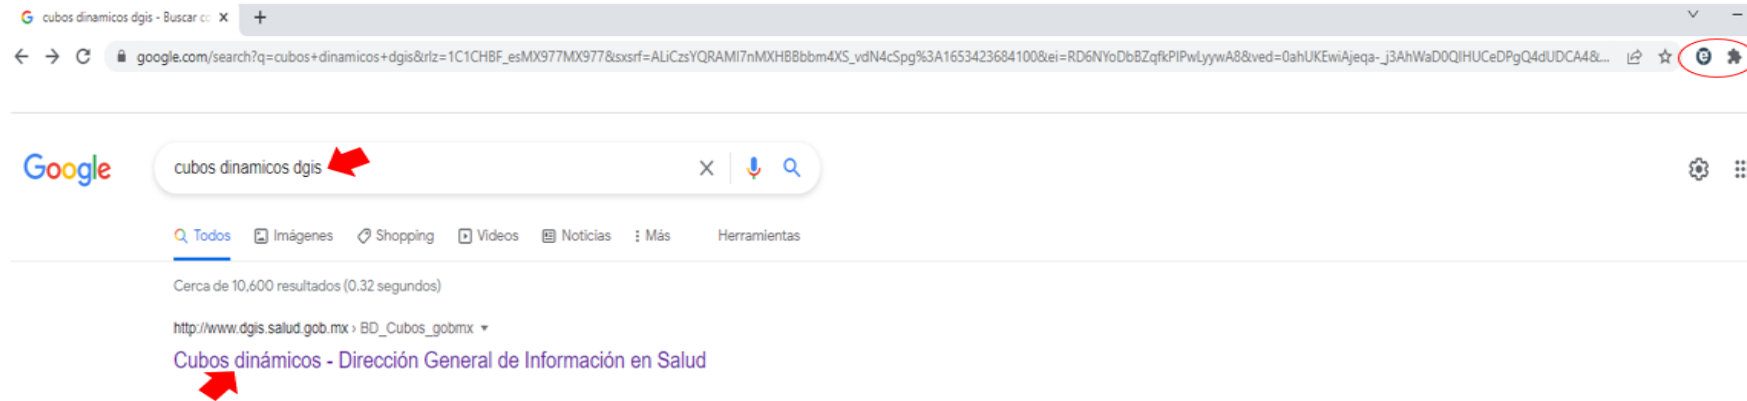 cubos dinamicos dgis - Buscar co
google.com/search?q=cubos+dinamicos+dgis&rlz=1C1CHBF_esMX977MX977&sxsrf=ALiCzsYQRAMI7nMXHBBbbm4XS_vdN4cSpg%3A1653423684100&ei=RD6NYoDbBZqfkPIPwLyywA8&ved=0ahUKEwiAjeqa-_j3AhWaD0QIHUCeDPgQ4dUDCA4&...
Google
cubos dinamicos dgis
Todos Imágenes Shopping Videos Noticias Más Herramientas
Cerca de 10,600 resultados (0.32 segundos)
http://www.dgis.salud.gob.mx › BD_Cubos_gobmx
Cubos dinámicos - Dirección General de Información en Salud